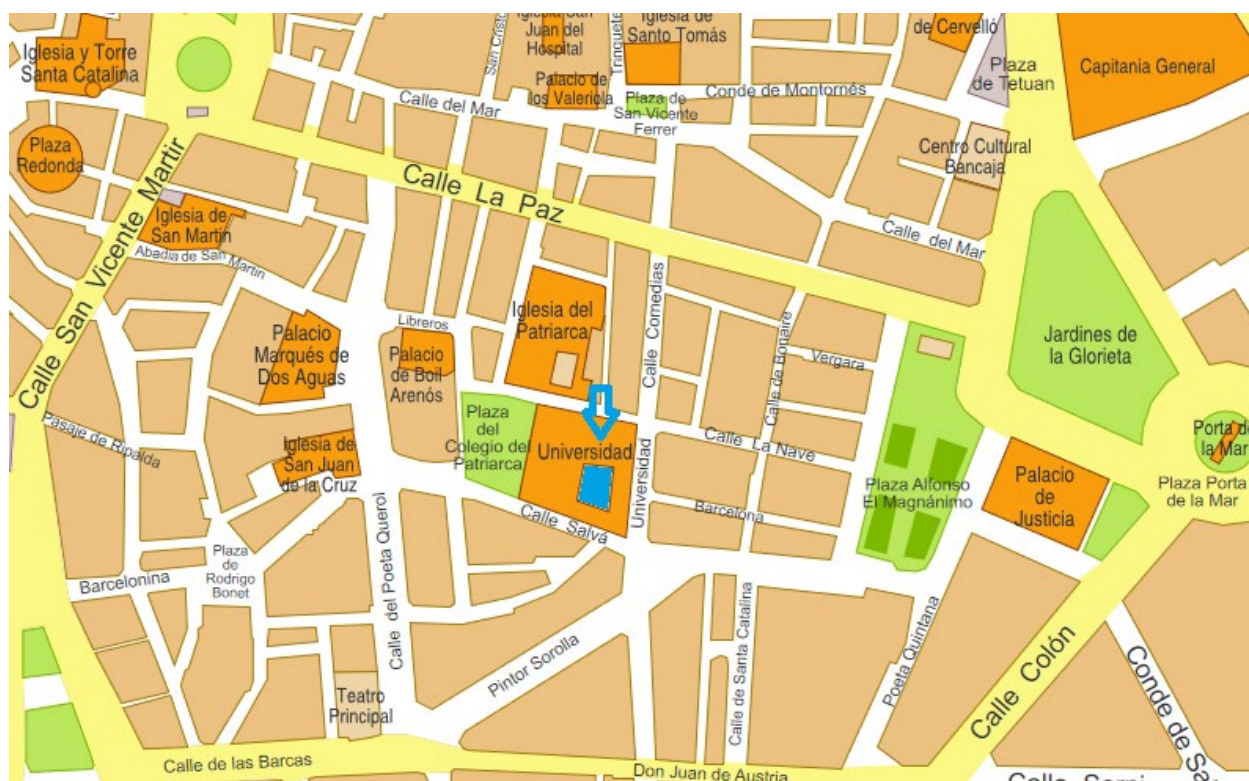 Iglesia y Torre
Santa Catalina
San Cristo
Iglesia San
Juan del
Hospital
Trinquete
Iglesia de
Santo Tomás
de Cervelló
Plaza
de Tetuan
Capitania General
Palacio de
los Valeriola
Calle del Mar
Plaza de
San Vicente
Ferrer
Conde de Montornés
Plaza
Redonda
Centro Cultural
Bancaja
Calle San Vicente Martir
Calle La Paz
Iglesia de
San Martin
Abadia de San Martin
Calle del Mar
Calle Comedias
Iglesia del
Patriarca
Libreros
Palacio
Marqués de
Dos Aguas
Palacio
de Boil
Arenós
Calle de Bonaire
Vergara
Jardines de
la Glorieta
Plaza
del
Colegio del
Patriarca
Universidad
Universidad
Calle La Nave
Porta de
la Mar
Pasaje de Ripalda
Iglesia de
San Juan
de la Cruz
Plaza Alfonso
El Magnánimo
Palacio
de
Justicia
Plaza Porta
de la Mar
Calle Salvá
Barcelona
Calle del Poeta Querol
Plaza
de
Rodrigo
Bonet
Barcelonina
Pintor Sorolla
Calle de Santa Catalina
Poeta Quintana
Calle Colón
Conde de Sa
Teatro
Principal
Calle de las Barcas
Don Juan de Austria
Calle Sorni